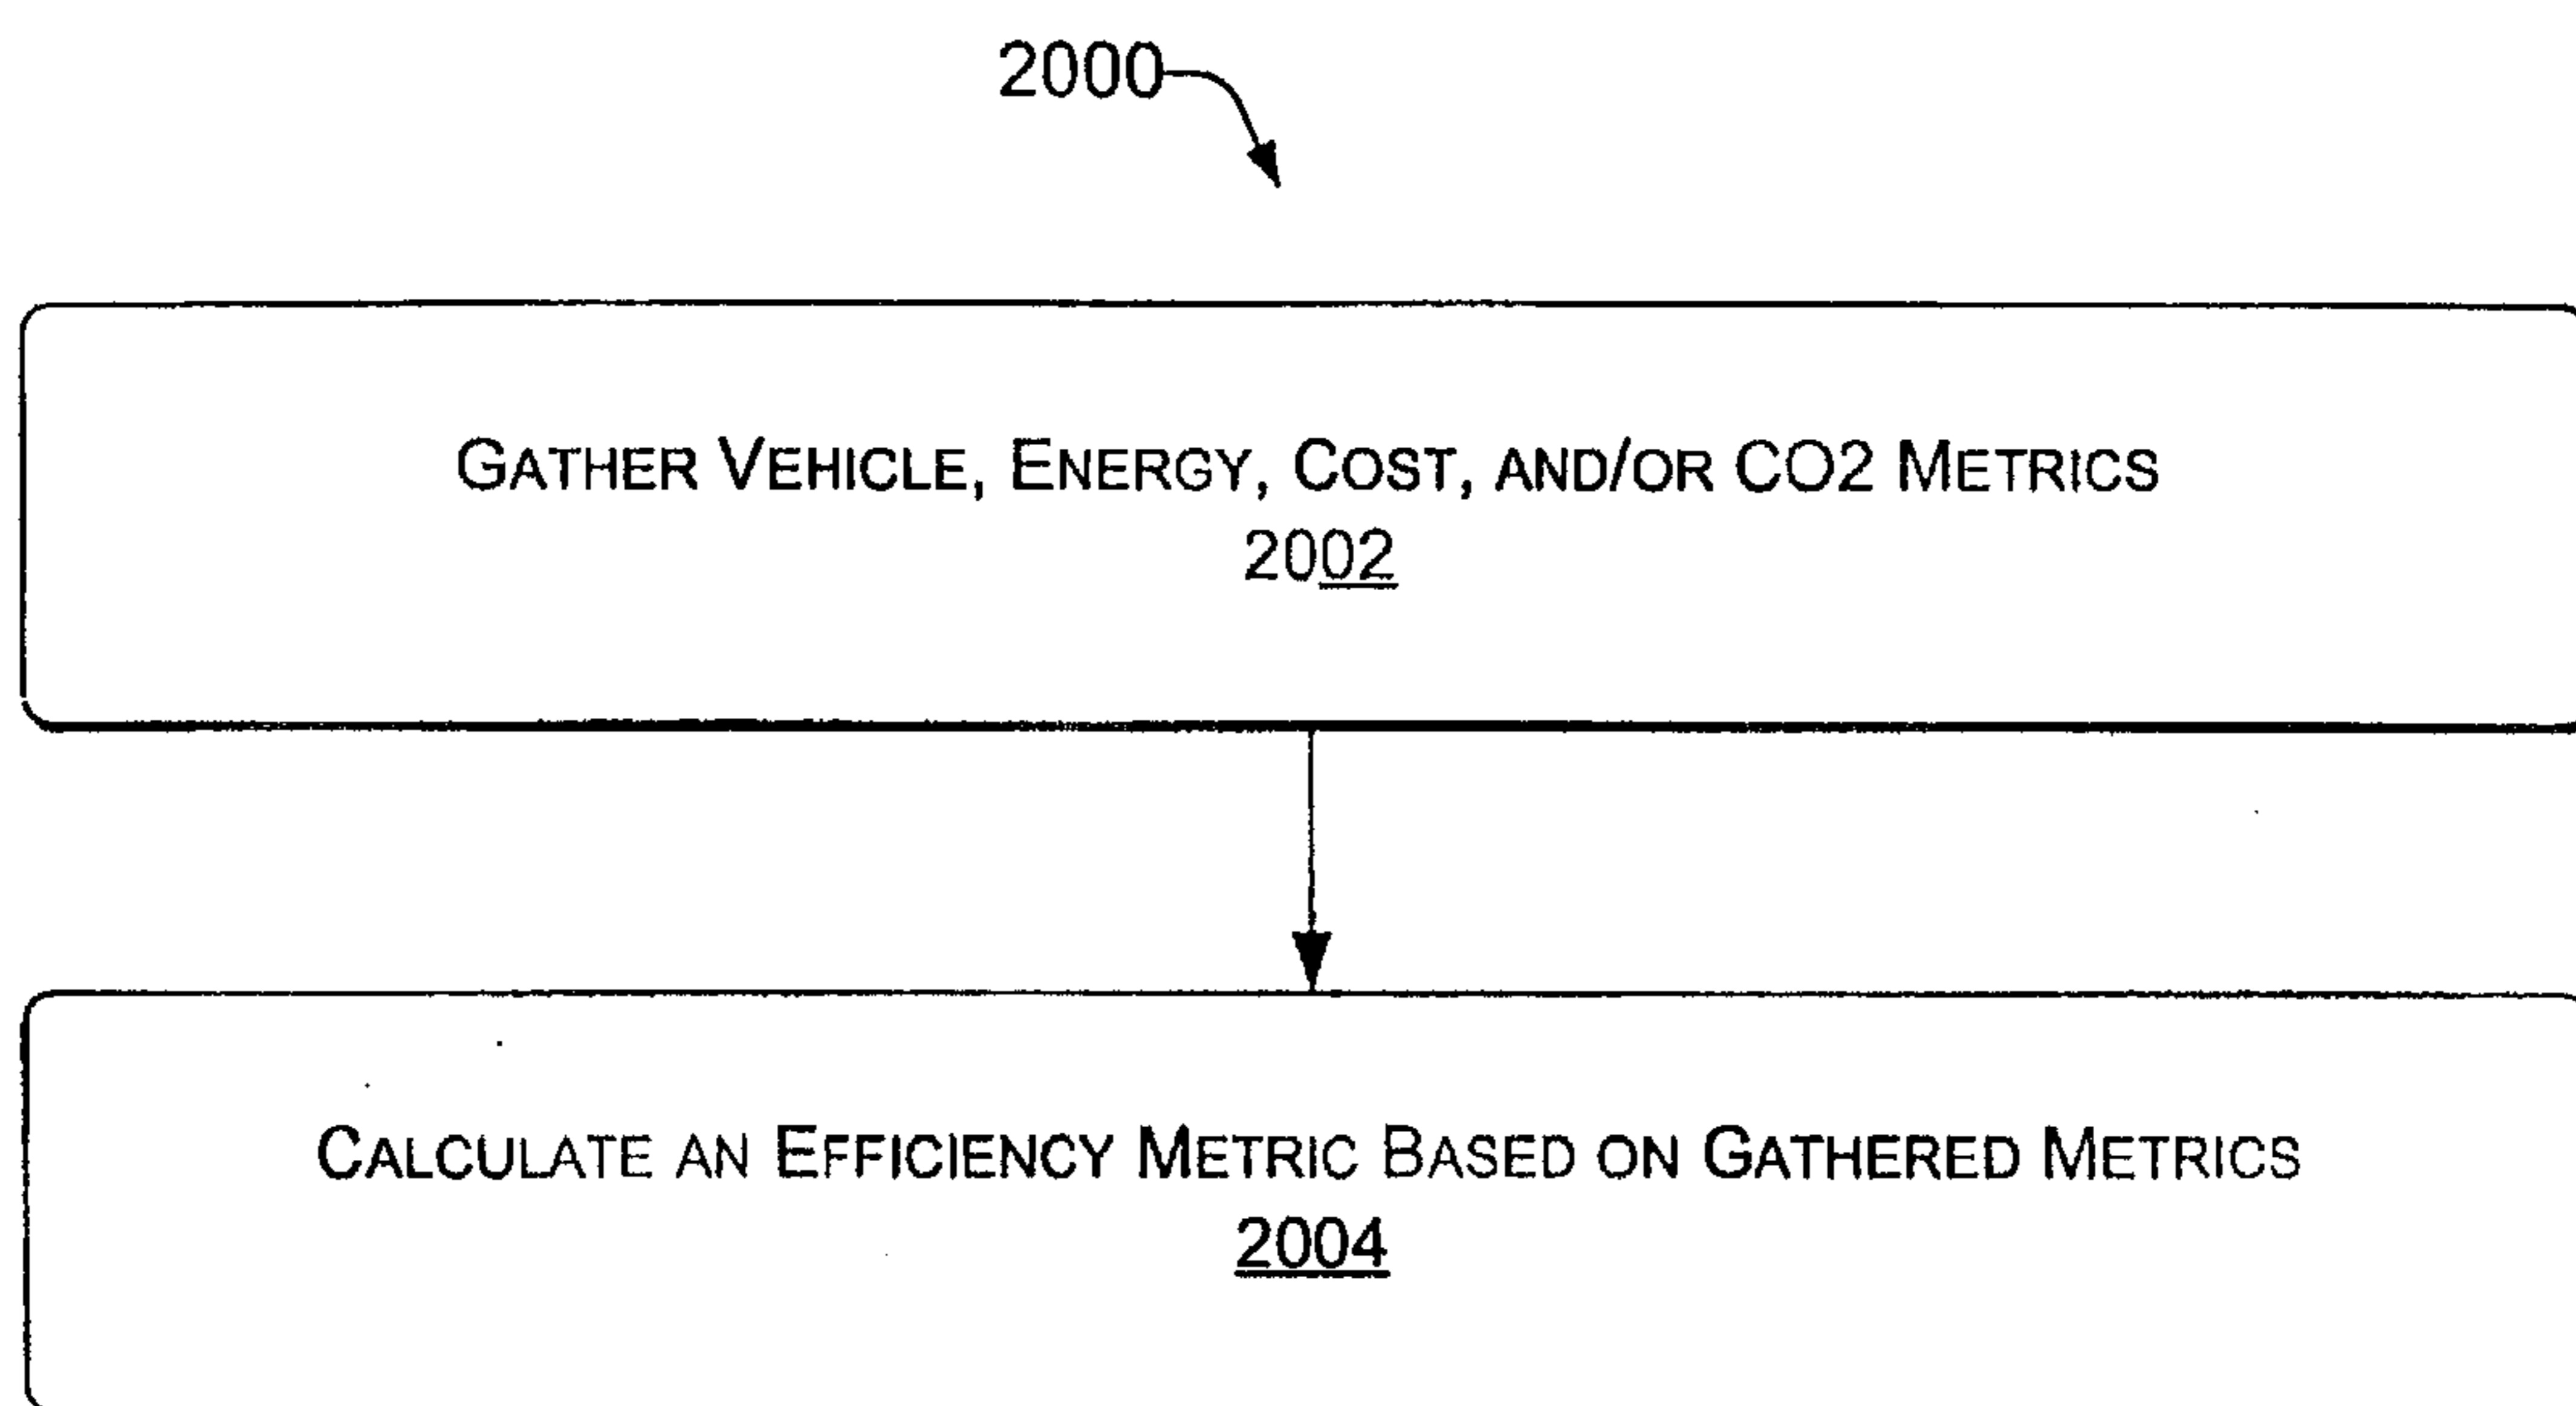 2000
GATHER VEHICLE, ENERGY, COST, AND/OR CO2 METRICS
2002
CALCULATE AN EFFICIENCY METRIC BASED ON GATHERED METRICS
2004